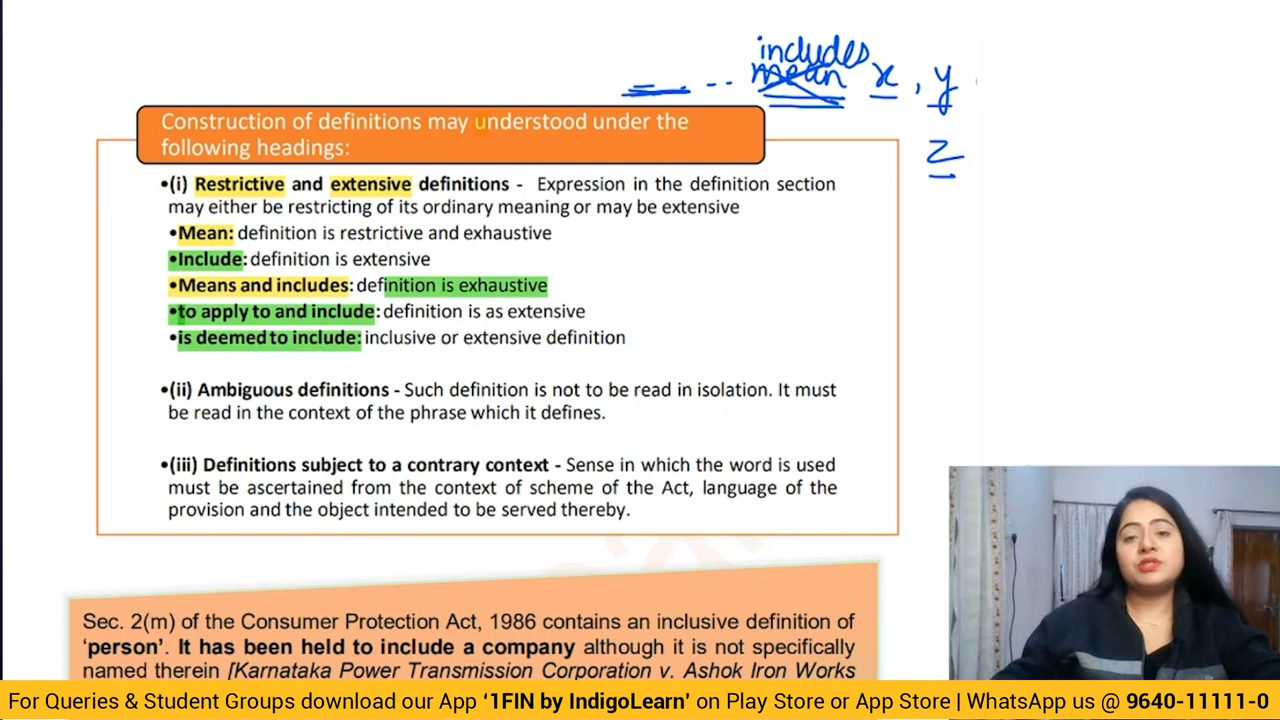 includes
mean x, y
z
Construction of definitions may understood under the
following headings:
•(i) Restrictive and extensive definitions - Expression in the definition section
may either be restricting of its ordinary meaning or may be extensive
•Mean: definition is restrictive and exhaustive
•Include: definition is extensive
•Means and includes: definition is exhaustive
•to apply to and include: definition is as extensive
•is deemed to include: inclusive or extensive definition
•(ii) Ambiguous definitions - Such definition is not to be read in isolation. It must
be read in the context of the phrase which it defines.
•(iii) Definitions subject to a contrary context - Sense in which the word is used
must be ascertained from the context of scheme of the Act, language of the
provision and the object intended to be served thereby.
Sec. 2(m) of the Consumer Protection Act, 1986 contains an inclusive definition of
‘person’. It has been held to include a company although it is not specifically
named therein [Karnataka Power Transmission Corporation v. Ashok Iron Works
For Queries & Student Groups download our App ‘1FIN by IndigoLearn’ on Play Store or App Store | WhatsApp us @ 9640-11111-0